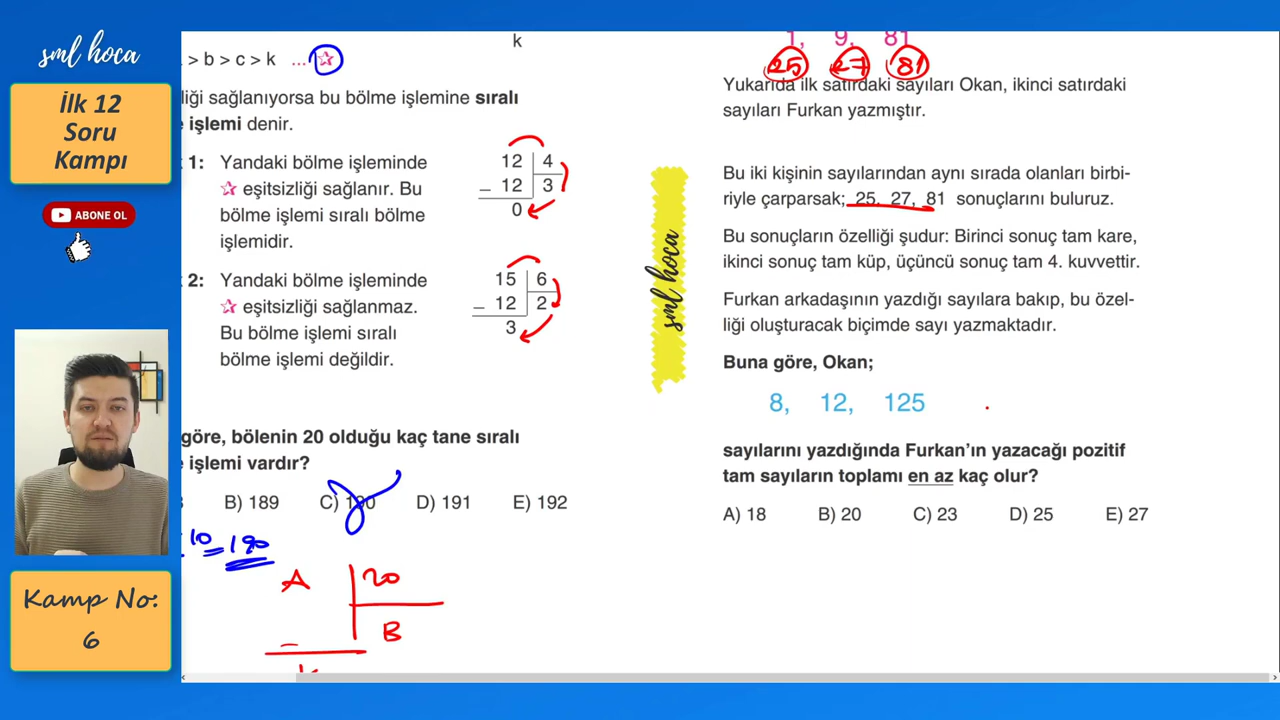 sml hoca
İlk 12
Soru
Kampı
ABONE OL
Kamp No:
6
k
> b > c > k ...
liği sağlanıyorsa bu bölme işlemine sıralı
işlemi denir.
1: Yandaki bölme işleminde
eşitsizliği sağlanır. Bu
bölme işlemi sıralı bölme
işlemidir.
12 4
− 12 3
0
2: Yandaki bölme işleminde
eşitsizliği sağlanmaz.
Bu bölme işlemi sıralı
bölme işlemi değildir.
15 6
− 12 2
3
göre, bölenin 20 olduğu kaç tane sıralı
işlemi vardır?
B) 189 C) 190 D) 191 E) 192
10 = 190
A 20
B
−
k
sml hoca
1, 9, 81
25 27 81
Yukarıda ilk satırdaki sayıları Okan, ikinci satırdaki
sayıları Furkan yazmıştır.
Bu iki kişinin sayılarından aynı sırada olanları birbi-
riyle çarparsak; 25, 27, 81 sonuçlarını buluruz.
Bu sonuçların özelliği şudur: Birinci sonuç tam kare,
ikinci sonuç tam küp, üçüncü sonuç tam 4. kuvvettir.
Furkan arkadaşının yazdığı sayılara bakıp, bu özel-
liği oluşturacak biçimde sayı yazmaktadır.
Buna göre, Okan;
8, 12, 125
sayılarını yazdığında Furkan'ın yazacağı pozitif
tam sayıların toplamı en az kaç olur?
A) 18 B) 20 C) 23 D) 25 E) 27